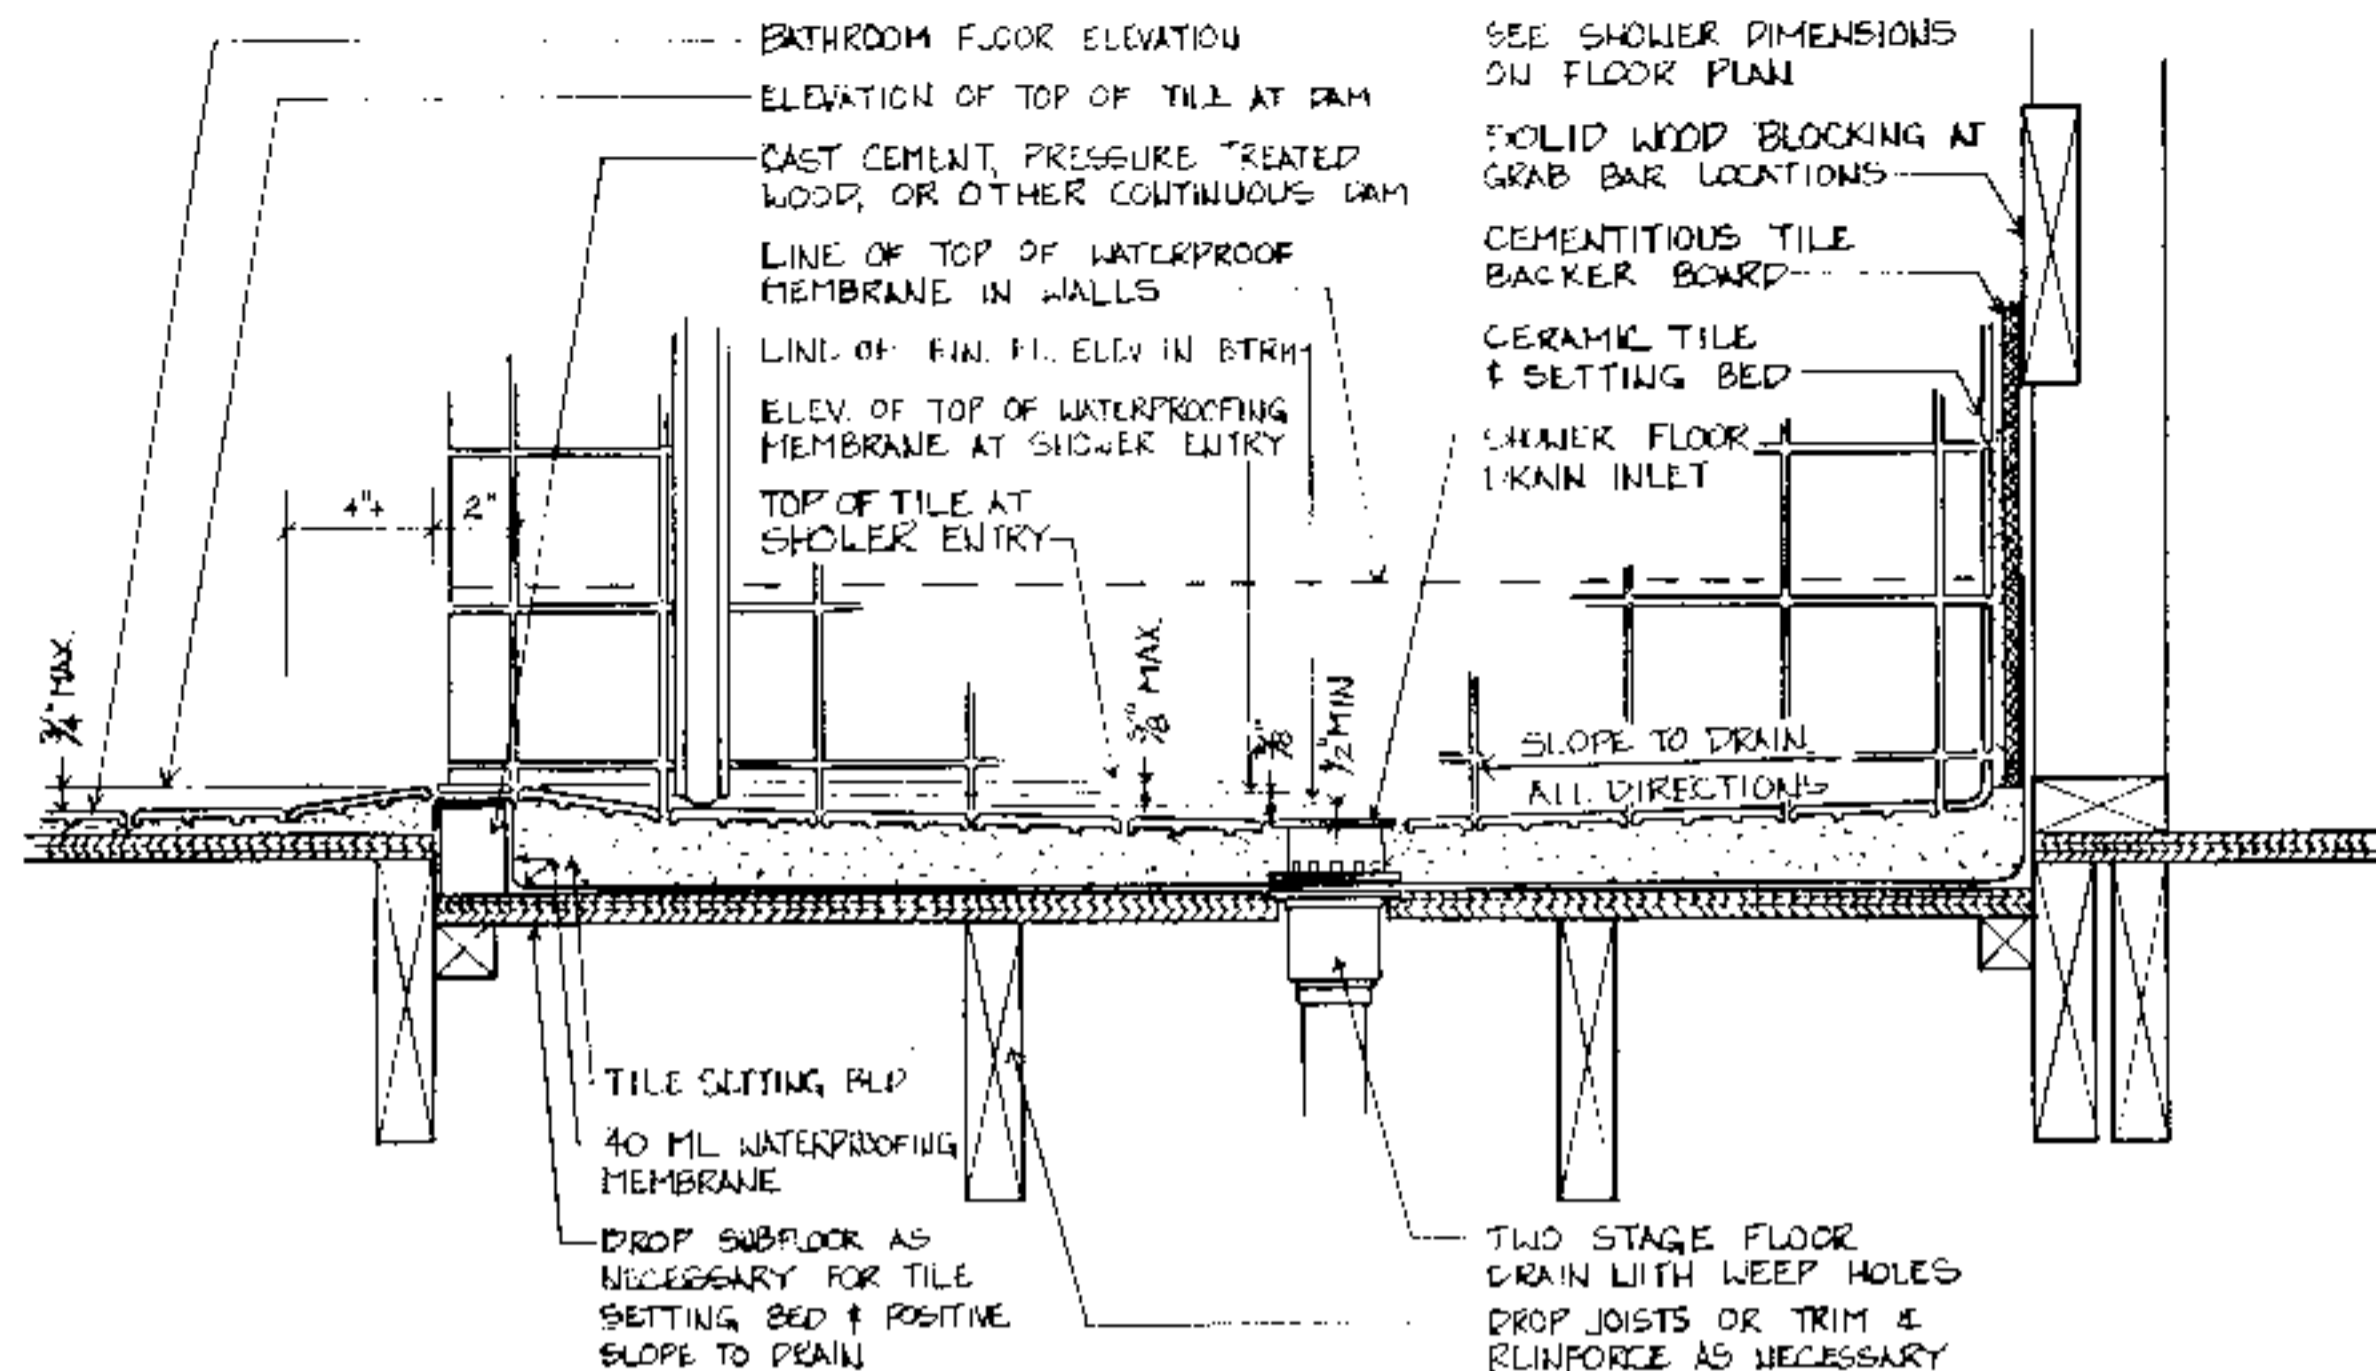 BATHROOM FLOOR ELEVATION
ELEVATION OF TOP OF TILE AT DAM
CAST CEMENT, PRESSURE TREATED
WOOD, OR OTHER CONTINUOUS DAM
LINE OF TOP OF WATERPROOF
MEMBRANE IN WALLS
LINE OF FIN. FL. ELEV IN BTRM
ELEV. OF TOP OF WATERPROOFING
MEMBRANE AT SHOWER ENTRY
TOP OF TILE AT
SHOWER ENTRY
SEE SHOWER DIMENSIONS
ON FLOOR PLAN
SOLID WOOD BLOCKING AT
GRAB BAR LOCATIONS
CEMENTITIOUS TILE
BACKER BOARD
CERAMIC TILE
& SETTING BED
SHOWER FLOOR
DRAIN INLET
4"+
2"
3/4" MAX.
5/8" MAX.
1/2" MIN
SLOPE TO DRAIN
ALL DIRECTIONS
TILE SETTING BED
40 ML WATERPROOFING
MEMBRANE
DROP SUBFLOOR AS
NECESSARY FOR TILE
SETTING BED & POSITIVE
SLOPE TO DRAIN
TWO STAGE FLOOR
DRAIN WITH WEEP HOLES
DROP JOISTS OR TRIM &
REINFORCE AS NECESSARY